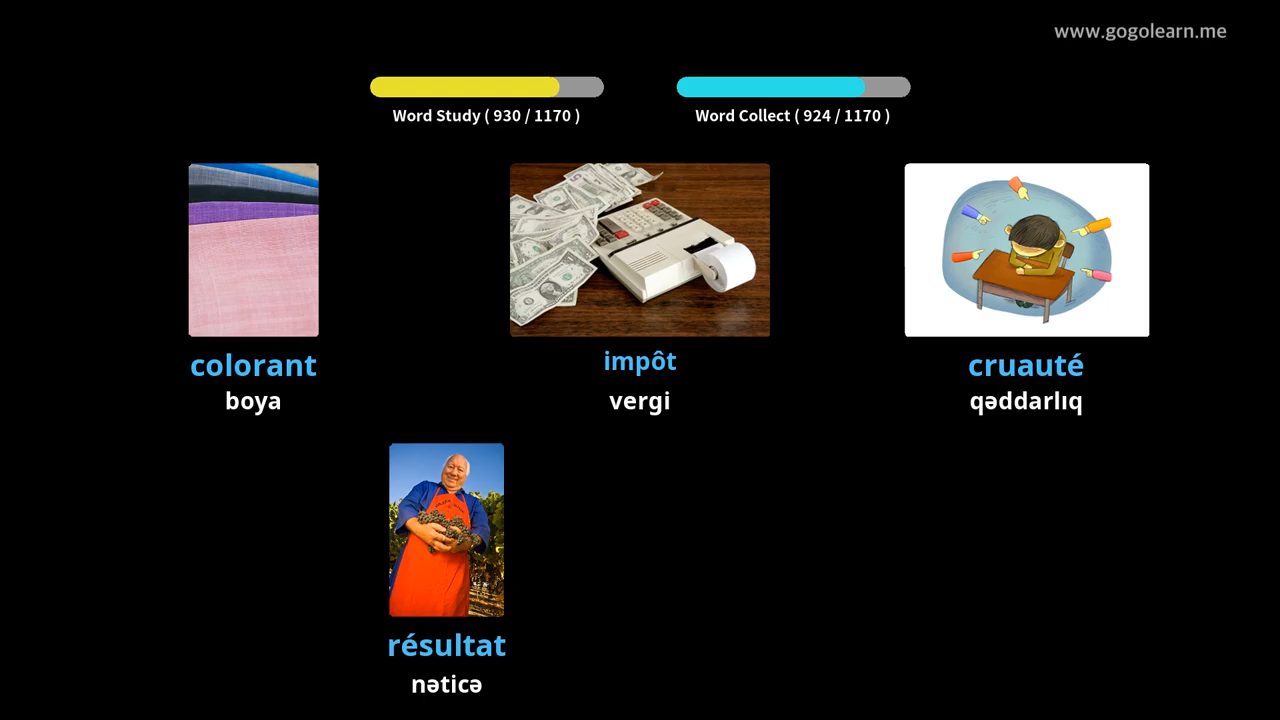 www.gogolearn.me
Word Study ( 930 / 1170 )
Word Collect ( 924 / 1170 )
colorant
impôt
cruauté
boya
vergi
qəddarlıq
résultat
nəticə